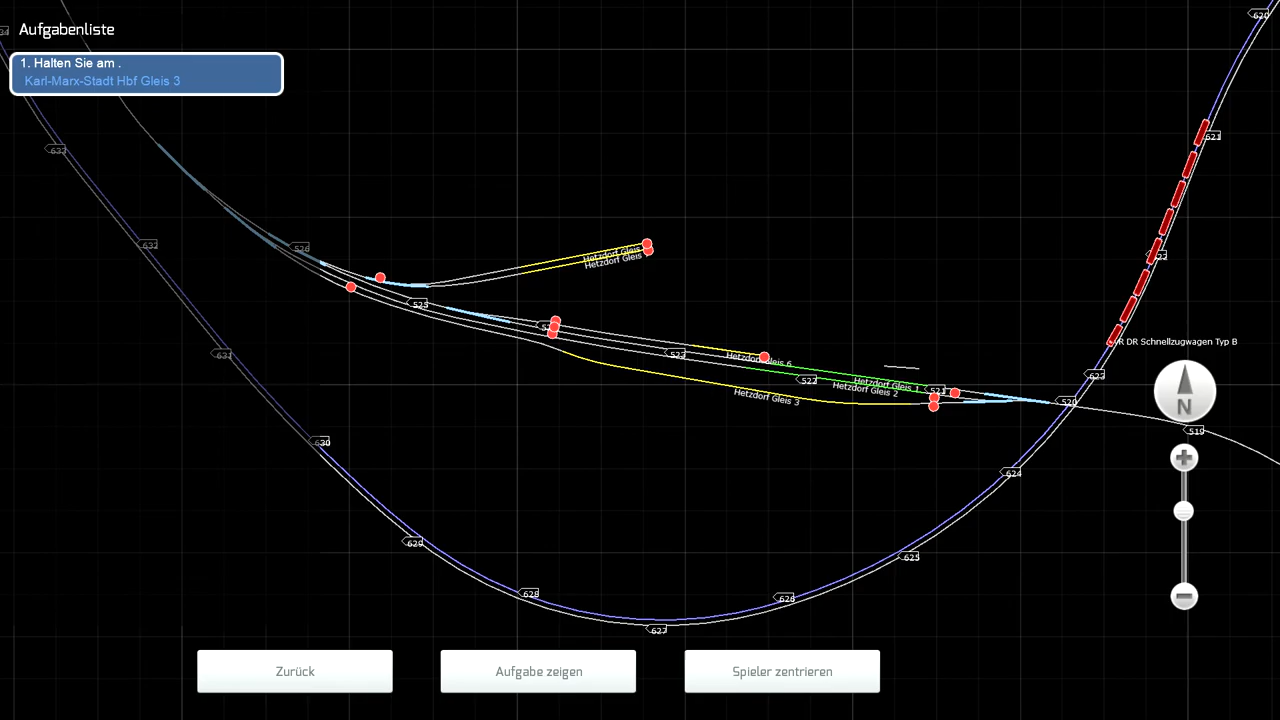 Aufgabenliste
1. Halten Sie am .
Karl-Marx-Stadt Hbf Gleis 3
620
621
633
632
526
Hetzdorf Gleis
Hetzdorf Gleis
525
R DR Schnellzugwagen Typ B
631
523
Hetzdorf Gleis 6
522
Hetzdorf Gleis 1
Hetzdorf Gleis 2
521
623
Hetzdorf Gleis 3
520
N
519
630
624
629
625
628
626
627
Zurück
Aufgabe zeigen
Spieler zentrieren